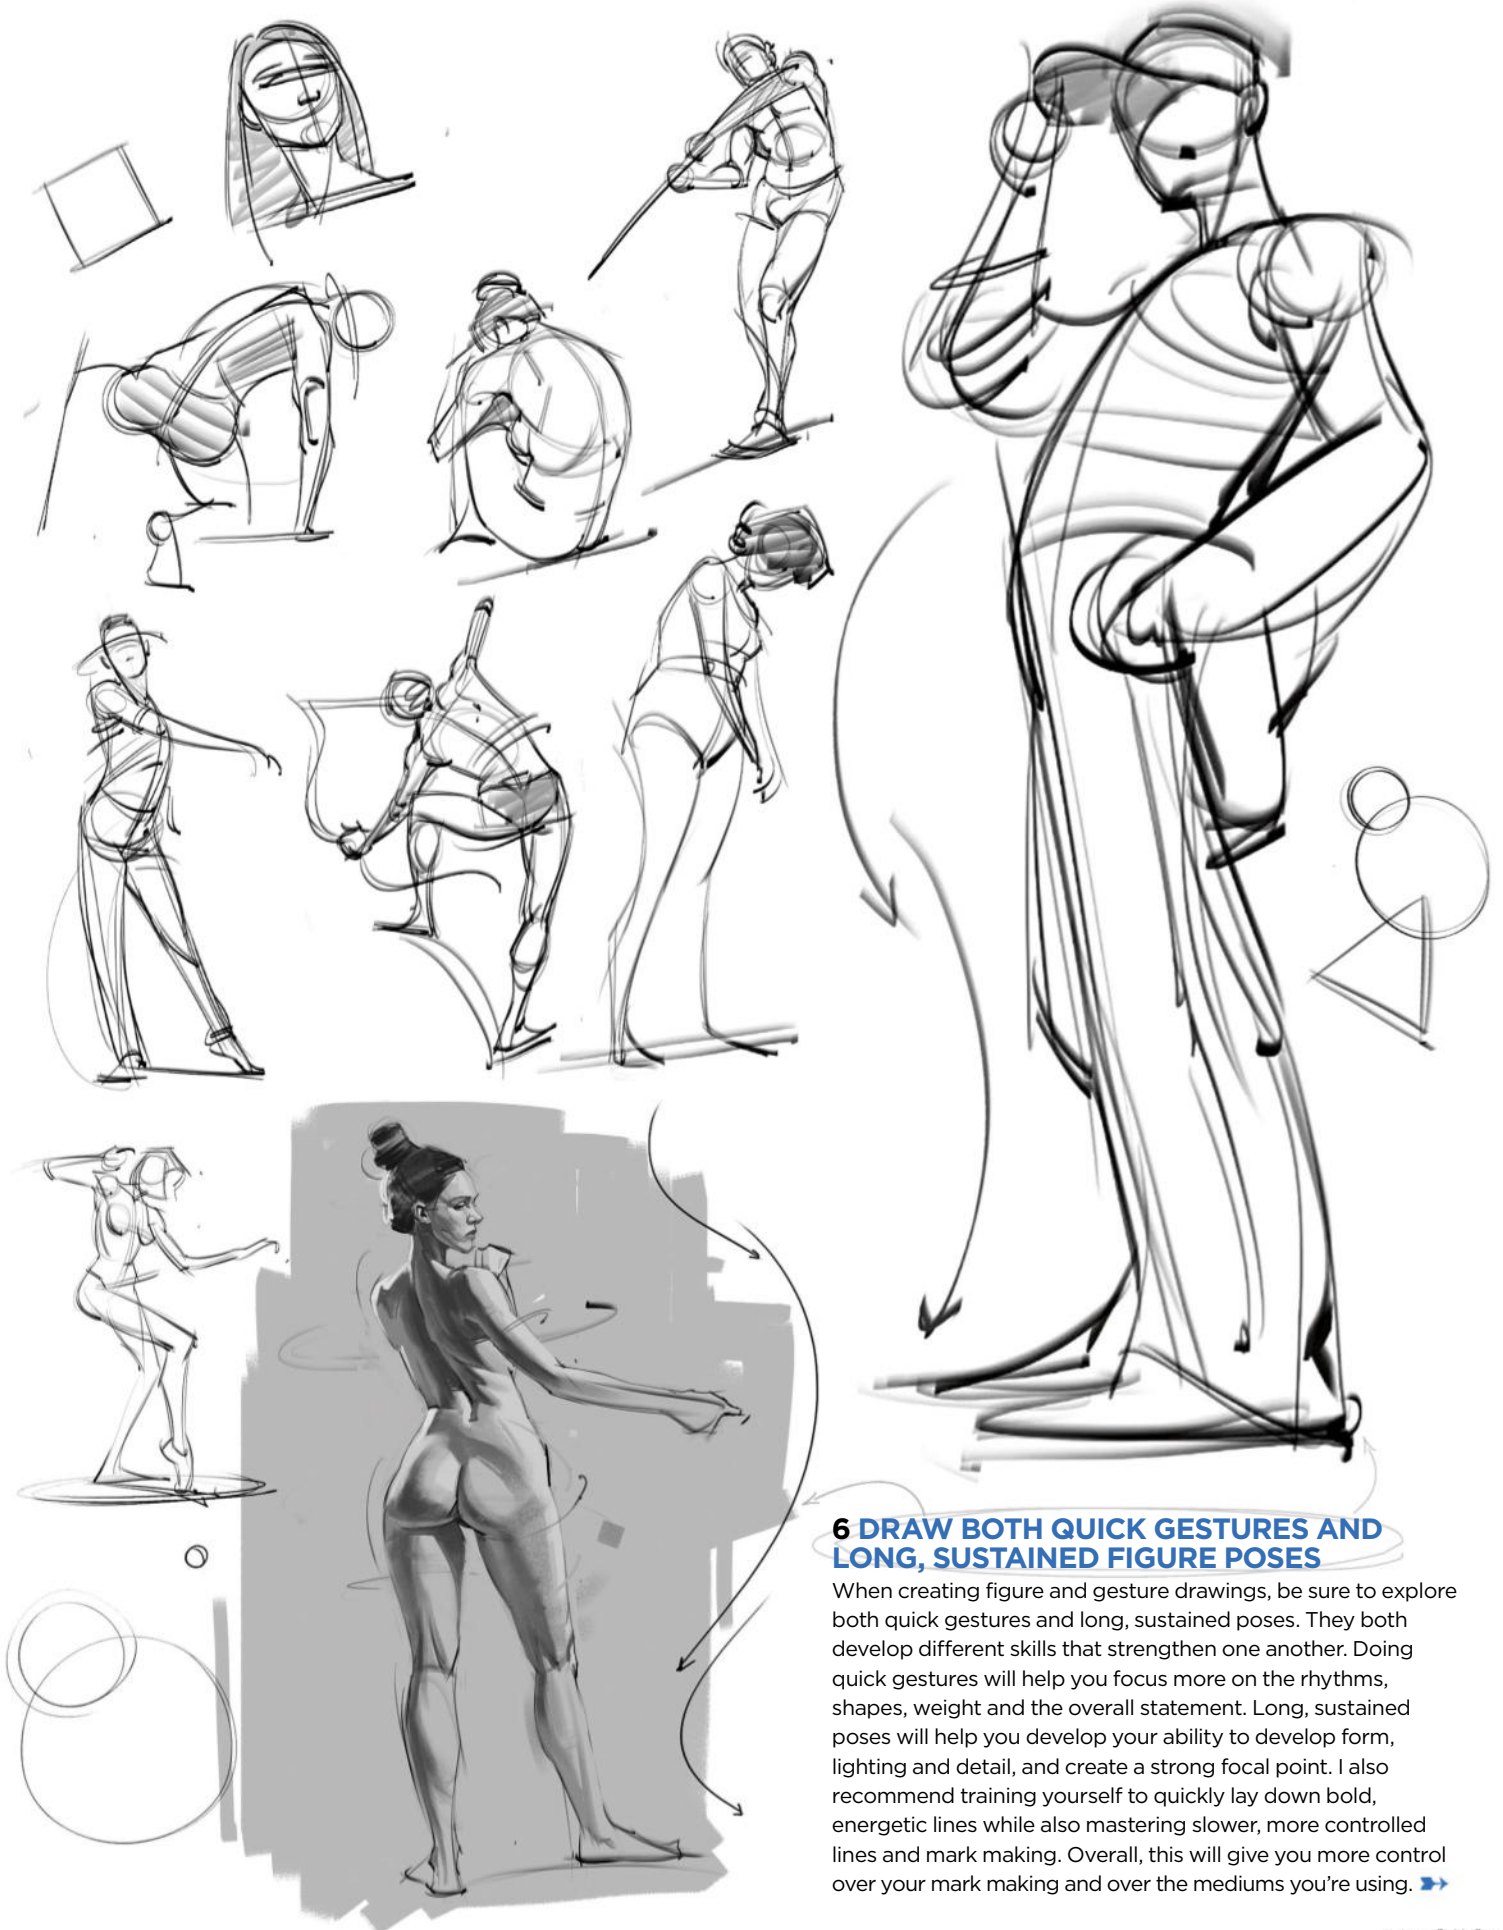 6 DRAW BOTH QUICK GESTURES AND
LONG, SUSTAINED FIGURE POSES
When creating figure and gesture drawings, be sure to explore
both quick gestures and long, sustained poses. They both
develop different skills that strengthen one another. Doing
quick gestures will help you focus more on the rhythms,
shapes, weight and the overall statement. Long, sustained
poses will help you develop your ability to develop form,
lighting and detail, and create a strong focal point. I also
recommend training yourself to quickly lay down bold,
energetic lines while also mastering slower, more controlled
lines and mark making. Overall, this will give you more control
over your mark making and over the mediums you’re using.